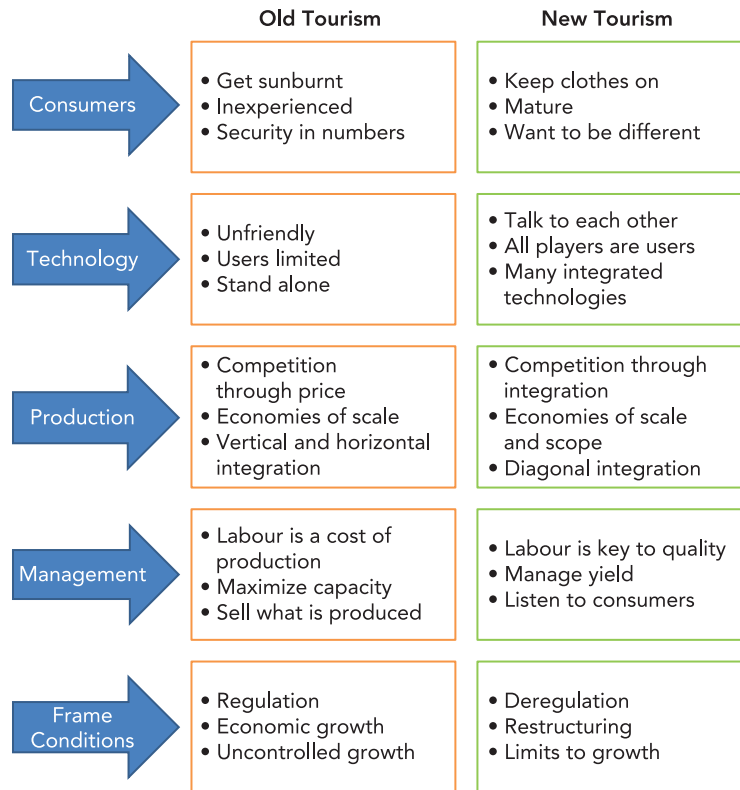 Old Tourism
New Tourism
Consumers
• Get sunburnt
• Inexperienced
• Security in numbers
• Keep clothes on
• Mature
• Want to be different
Technology
• Unfriendly
• Users limited
• Stand alone
• Talk to each other
• All players are users
• Many integrated
technologies
Production
• Competition
through price
• Economies of scale
• Vertical and horizontal
integration
• Competition through
integration
• Economies of scale
and scope
• Diagonal integration
Management
• Labour is a cost of
production
• Maximize capacity
• Sell what is produced
• Labour is key to quality
• Manage yield
• Listen to consumers
Frame
Conditions
• Regulation
• Economic growth
• Uncontrolled growth
• Deregulation
• Restructuring
• Limits to growth